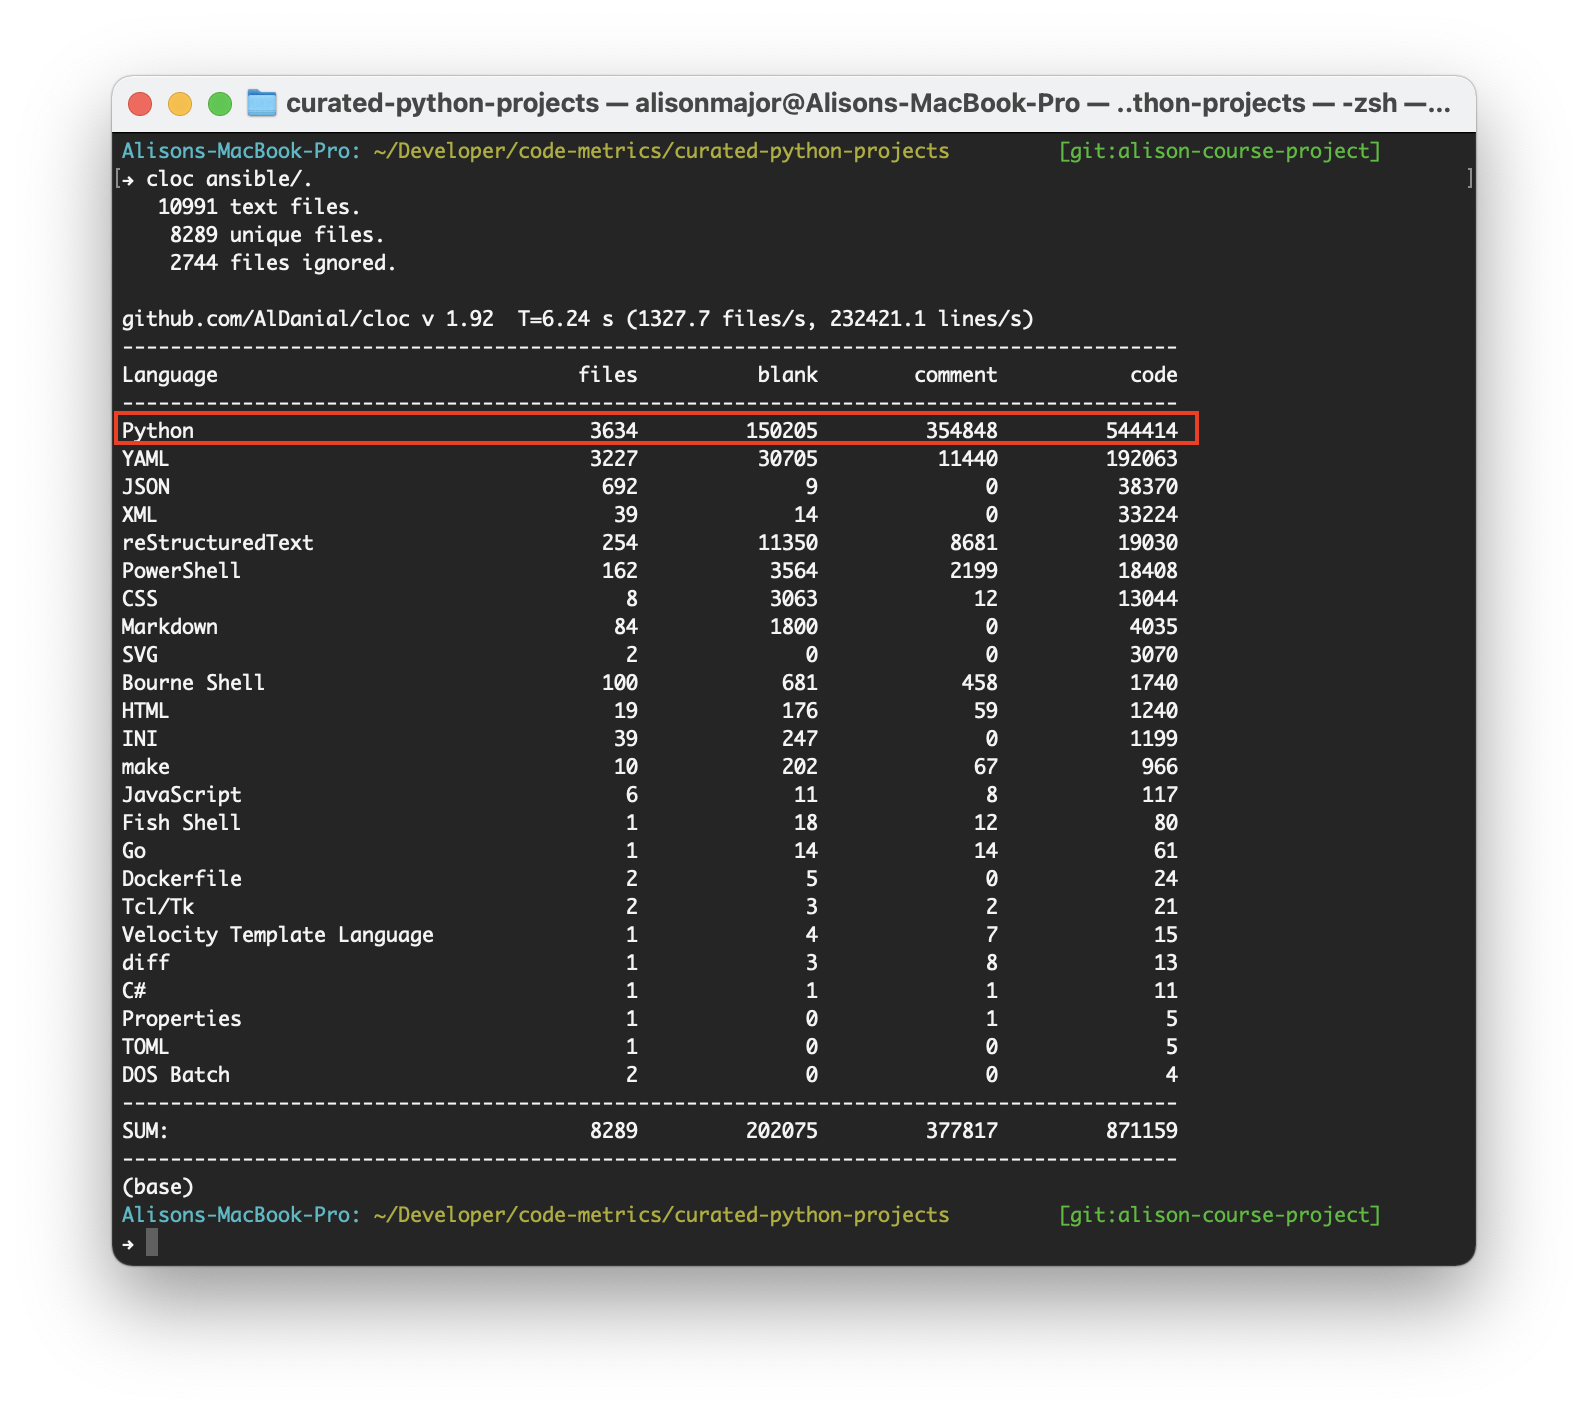 curated-python-projects — alisonmajor@Alisons-MacBook-Pro — ..thon-projects — -zsh —...
Alisons-MacBook-Pro: ~/Developer/code-metrics/curated-python-projects [git:alison-course-project]
[➜ cloc ansible/. ]
10991 text files.
8289 unique files.
2744 files ignored.
github.com/AlDanial/cloc v 1.92 T=6.24 s (1327.7 files/s, 232421.1 lines/s)
----------------------------------------------------------------------------------------
Language files blank comment code
----------------------------------------------------------------------------------------
Python 3634 150205 354848 544414
YAML 3227 30705 11440 192063
JSON 692 9 0 38370
XML 39 14 0 33224
reStructuredText 254 11350 8681 19030
PowerShell 162 3564 2199 18408
CSS 8 3063 12 13044
Markdown 84 1800 0 4035
SVG 2 0 0 3070
Bourne Shell 100 681 458 1740
HTML 19 176 59 1240
INI 39 247 0 1199
make 10 202 67 966
JavaScript 6 11 8 117
Fish Shell 1 18 12 80
Go 1 14 14 61
Dockerfile 2 5 0 24
Tcl/Tk 2 3 2 21
Velocity Template Language 1 4 7 15
diff 1 3 8 13
C# 1 1 1 11
Properties 1 0 1 5
TOML 1 0 0 5
DOS Batch 2 0 0 4
----------------------------------------------------------------------------------------
SUM: 8289 202075 377817 871159
----------------------------------------------------------------------------------------
(base)
Alisons-MacBook-Pro: ~/Developer/code-metrics/curated-python-projects [git:alison-course-project]
➜